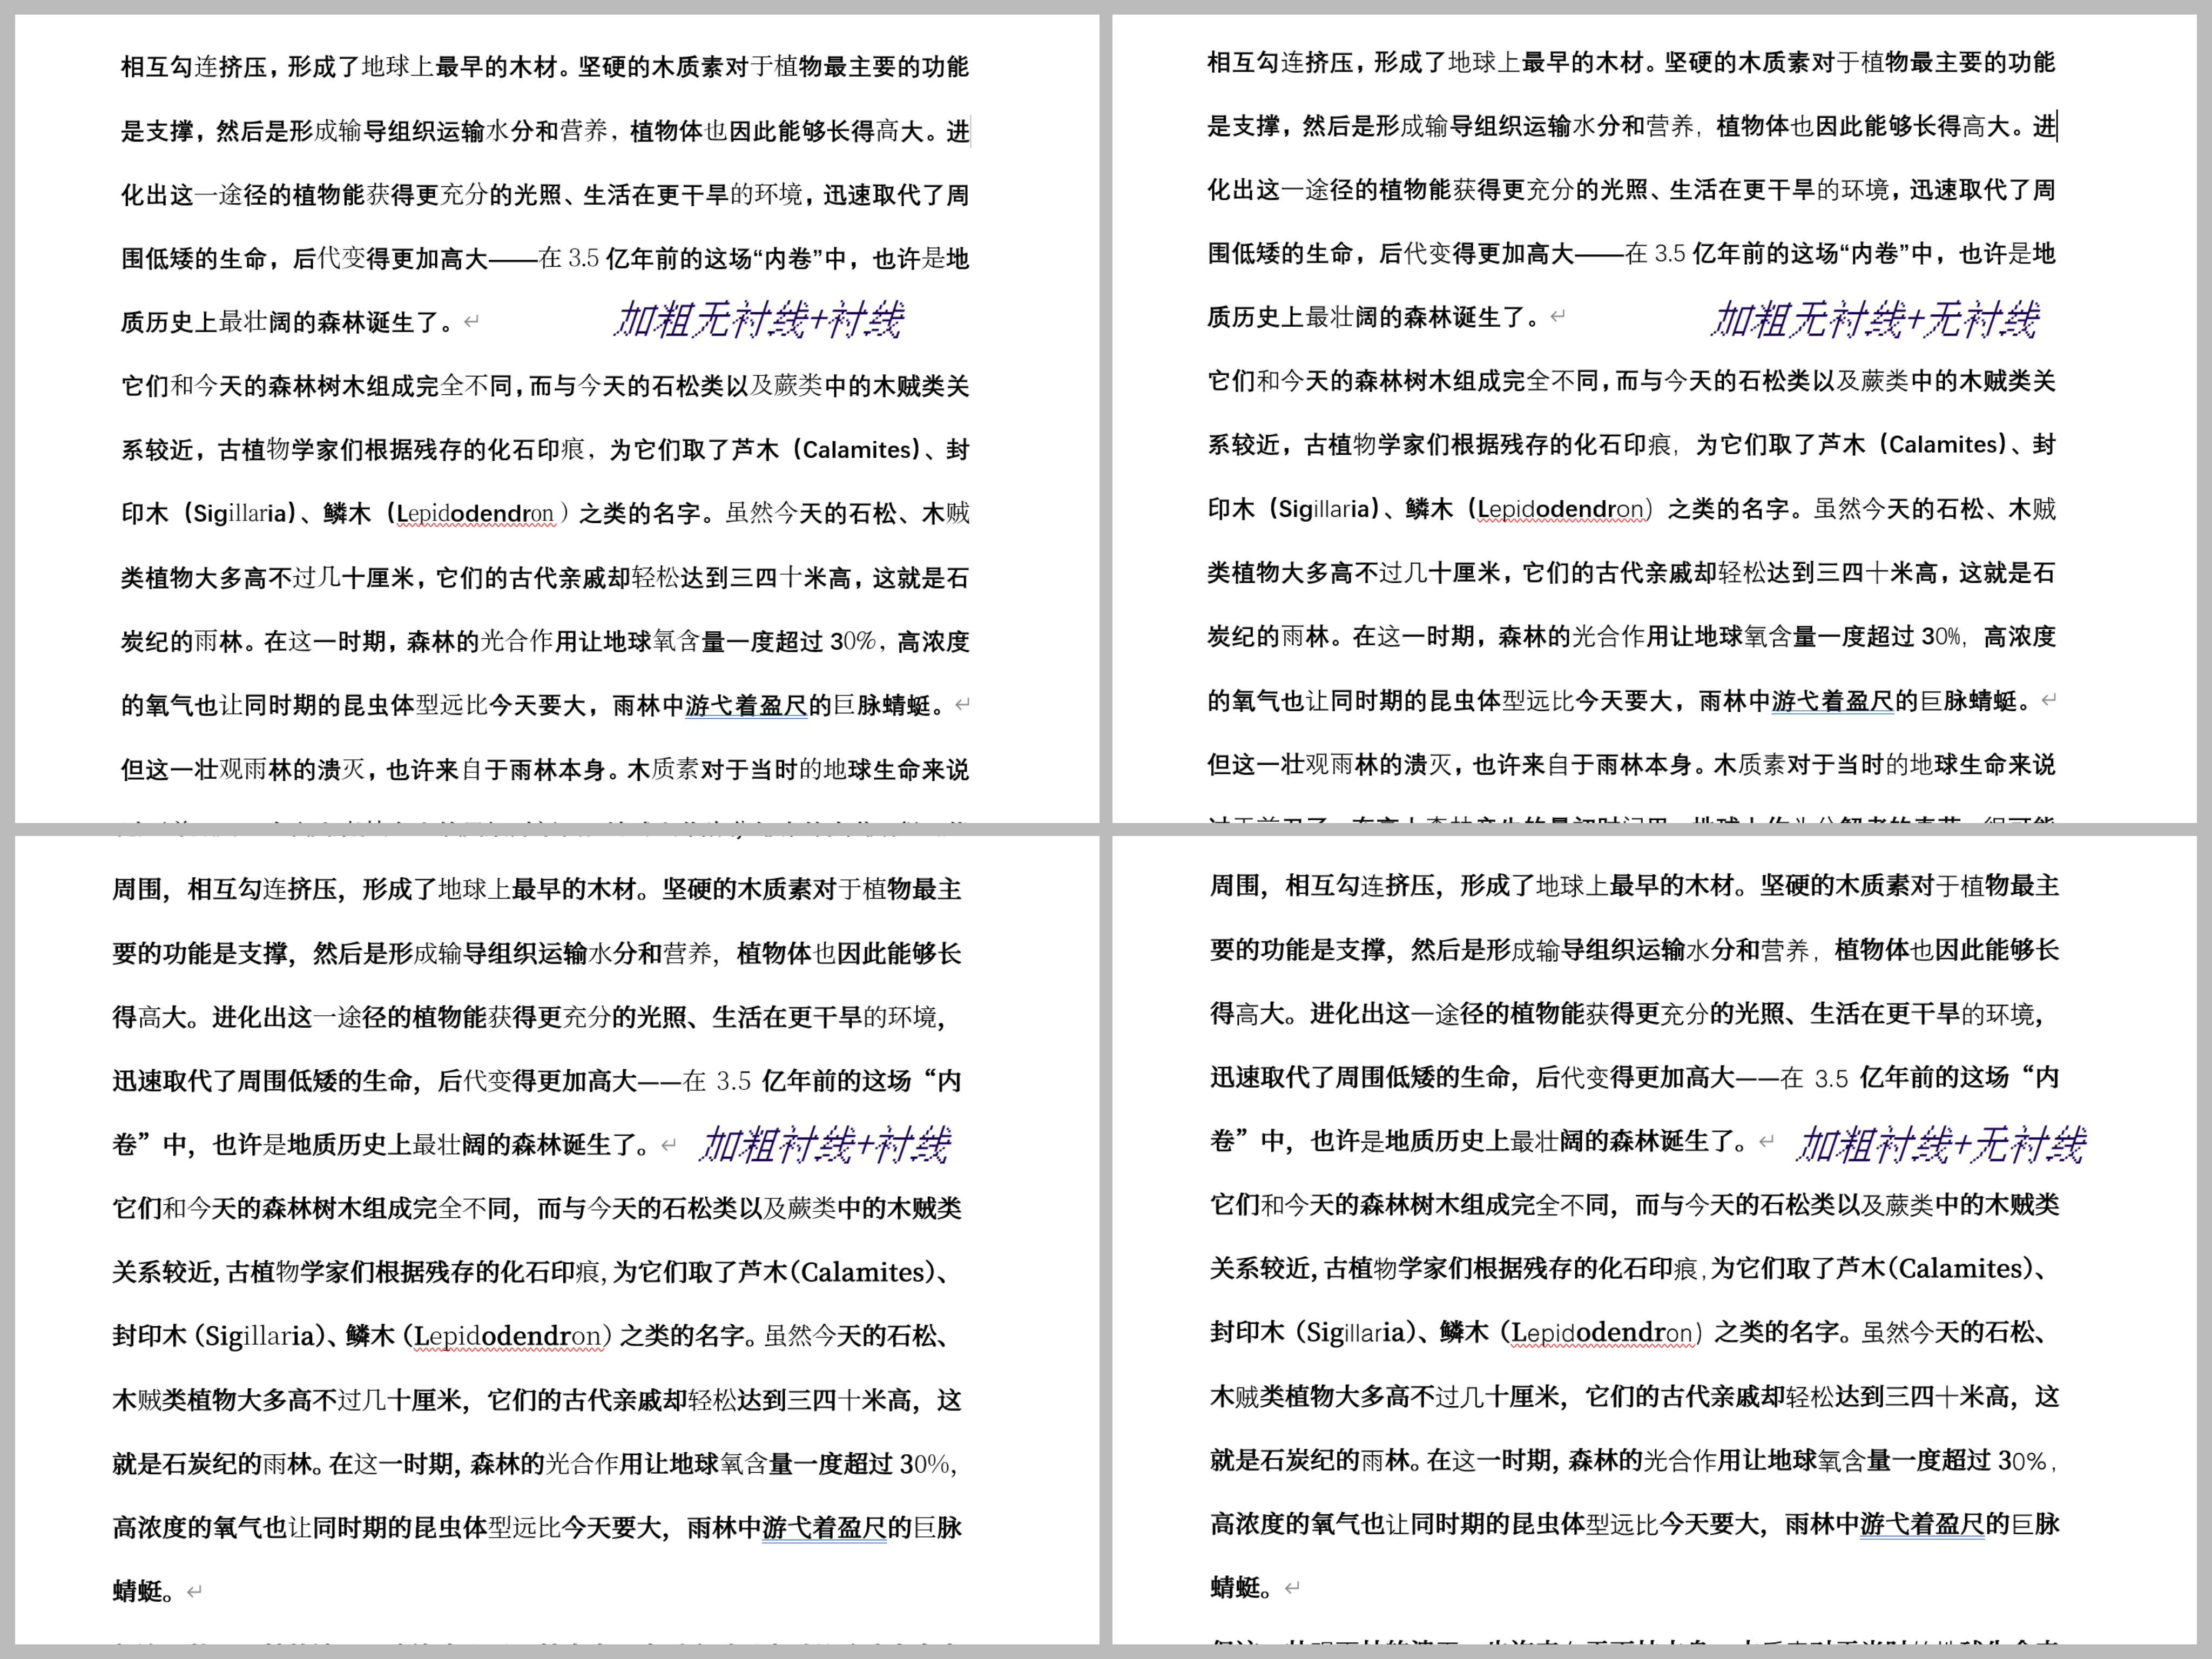 相互勾连挤压，形成了地球上最早的木材。坚硬的木质素对于植物最主要的功能
是支撑，然后是形成输导组织运输水分和营养，植物体也因此能够长得高大。进
化出这一途径的植物能获得更充分的光照、生活在更干旱的环境，迅速取代了周
围低矮的生命，后代变得更加高大——在 3.5 亿年前的这场“内卷”中，也许是地
质历史上最壮阔的森林诞生了。↵
加粗无衬线+衬线
它们和今天的森林树木组成完全不同，而与今天的石松类以及蕨类中的木贼类关
系较近，古植物学家们根据残存的化石印痕，为它们取了芦木（Calamites）、封
印木（Sigillaria）、鳞木（Lepidodendron）之类的名字。虽然今天的石松、木贼
类植物大多高不过几十厘米，它们的古代亲戚却轻松达到三四十米高，这就是石
炭纪的雨林。在这一时期，森林的光合作用让地球氧含量一度超过 30%，高浓度
的氧气也让同时期的昆虫体型远比今天要大，雨林中游弋着盈尺的巨脉蜻蜓。↵
但这一壮观雨林的溃灭，也许来自于雨林本身。木质素对于当时的地球生命来说
相互勾连挤压，形成了地球上最早的木材。坚硬的木质素对于植物最主要的功能
是支撑，然后是形成输导组织运输水分和营养，植物体也因此能够长得高大。进
化出这一途径的植物能获得更充分的光照、生活在更干旱的环境，迅速取代了周
围低矮的生命，后代变得更加高大——在 3.5 亿年前的这场“内卷”中，也许是地
质历史上最壮阔的森林诞生了。↵
加粗无衬线+无衬线
它们和今天的森林树木组成完全不同，而与今天的石松类以及蕨类中的木贼类关
系较近，古植物学家们根据残存的化石印痕，为它们取了芦木（Calamites）、封
印木（Sigillaria）、鳞木（Lepidodendron）之类的名字。虽然今天的石松、木贼
类植物大多高不过几十厘米，它们的古代亲戚却轻松达到三四十米高，这就是石
炭纪的雨林。在这一时期，森林的光合作用让地球氧含量一度超过 30%，高浓度
的氧气也让同时期的昆虫体型远比今天要大，雨林中游弋着盈尺的巨脉蜻蜓。↵
但这一壮观雨林的溃灭，也许来自于雨林本身。木质素对于当时的地球生命来说
周围，相互勾连挤压，形成了地球上最早的木材。坚硬的木质素对于植物最主
要的功能是支撑，然后是形成输导组织运输水分和营养，植物体也因此能够长
得高大。进化出这一途径的植物能获得更充分的光照、生活在更干旱的环境，
迅速取代了周围低矮的生命，后代变得更加高大——在 3.5 亿年前的这场“内
卷”中，也许是地质历史上最壮阔的森林诞生了。↵
加粗衬线+衬线
它们和今天的森林树木组成完全不同，而与今天的石松类以及蕨类中的木贼类
关系较近，古植物学家们根据残存的化石印痕，为它们取了芦木（Calamites）、
封印木（Sigillaria）、鳞木（Lepidodendron）之类的名字。虽然今天的石松、
木贼类植物大多高不过几十厘米，它们的古代亲戚却轻松达到三四十米高，这
就是石炭纪的雨林。在这一时期，森林的光合作用让地球氧含量一度超过 30%，
高浓度的氧气也让同时期的昆虫体型远比今天要大，雨林中游弋着盈尺的巨脉
蜻蜓。↵
周围，相互勾连挤压，形成了地球上最早的木材。坚硬的木质素对于植物最主
要的功能是支撑，然后是形成输导组织运输水分和营养，植物体也因此能够长
得高大。进化出这一途径的植物能获得更充分的光照、生活在更干旱的环境，
迅速取代了周围低矮的生命，后代变得更加高大——在 3.5 亿年前的这场“内
卷”中，也许是地质历史上最壮阔的森林诞生了。↵
加粗衬线+无衬线
它们和今天的森林树木组成完全不同，而与今天的石松类以及蕨类中的木贼类
关系较近，古植物学家们根据残存的化石印痕，为它们取了芦木（Calamites）、
封印木（Sigillaria）、鳞木（Lepidodendron）之类的名字。虽然今天的石松、
木贼类植物大多高不过几十厘米，它们的古代亲戚却轻松达到三四十米高，这
就是石炭纪的雨林。在这一时期，森林的光合作用让地球氧含量一度超过 30%，
高浓度的氧气也让同时期的昆虫体型远比今天要大，雨林中游弋着盈尺的巨脉
蜻蜓。↵